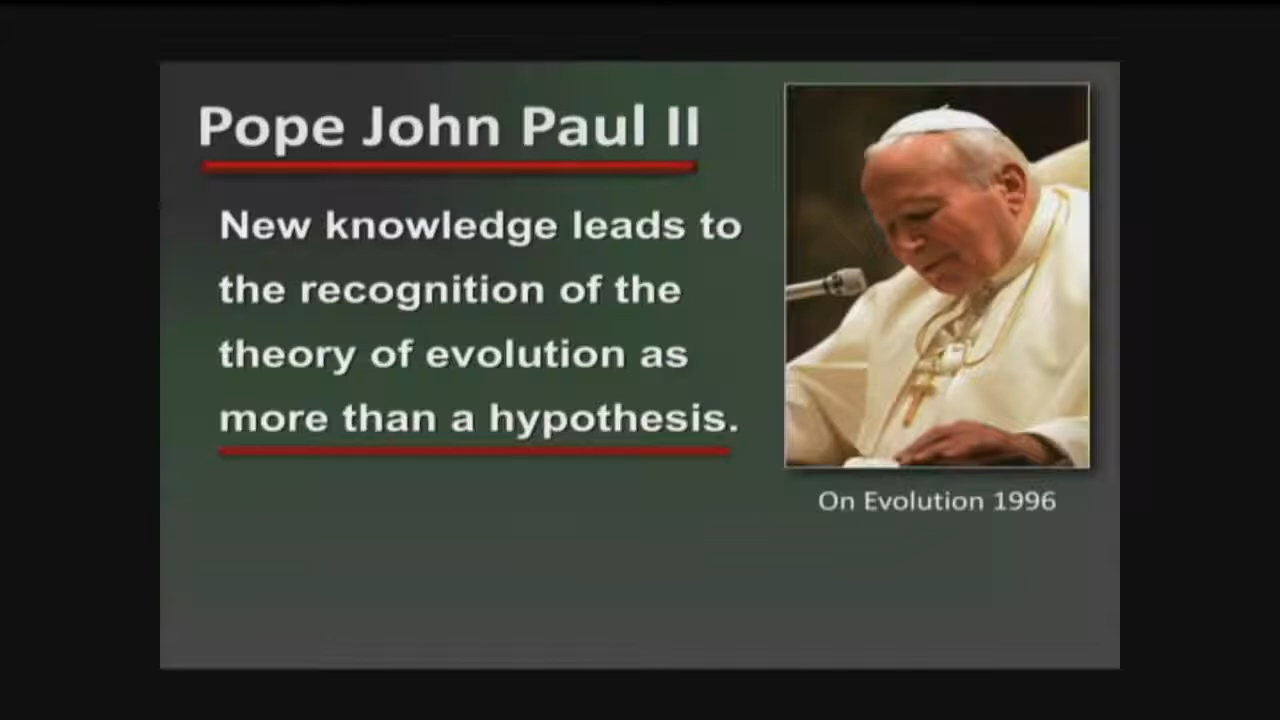 Pope John Paul II
New knowledge leads to
the recognition of the
theory of evolution as
more than a hypothesis.
On Evolution 1996